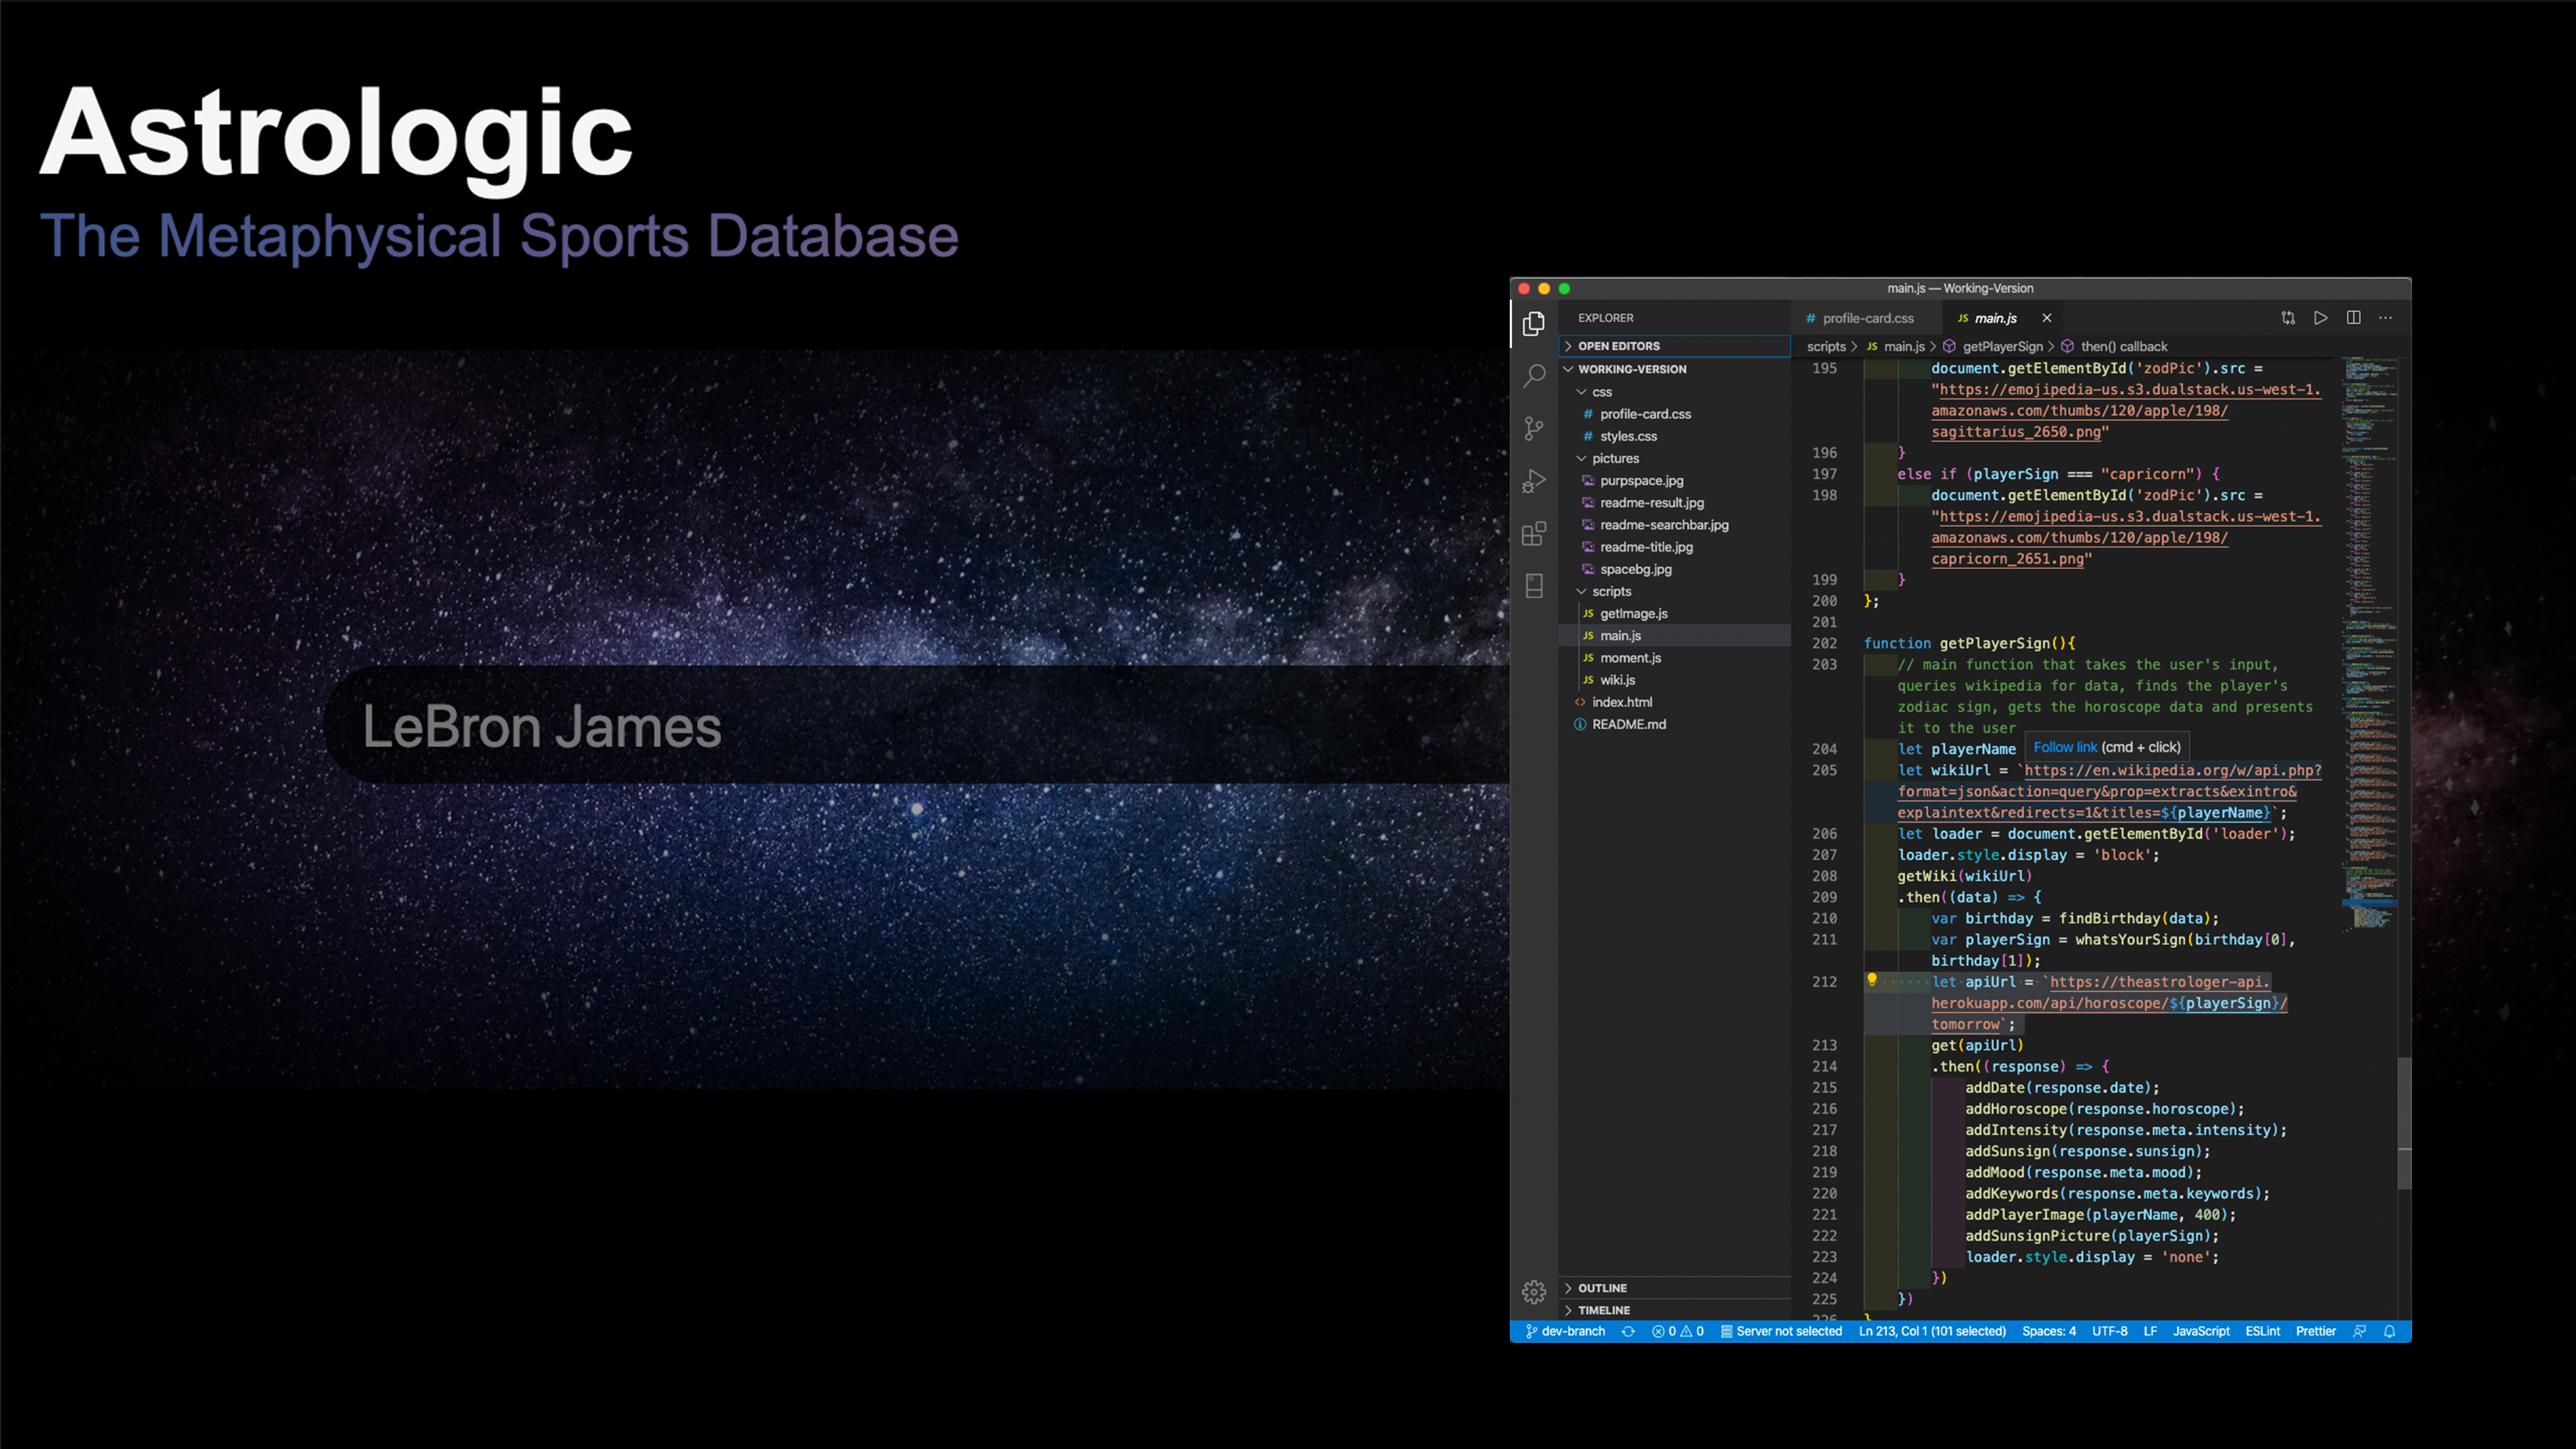 Astrologic
The Metaphysical Sports Database
LeBron James
main.js — Working-Version
EXPLORER
OPEN EDITORS
WORKING-VERSION
css
# profile-card.css
# styles.css
pictures
purpspace.jpg
readme-result.jpg
readme-searchbar.jpg
readme-title.jpg
spacebg.jpg
scripts
JS getImage.js
JS main.js
JS moment.js
JS wiki.js
<> index.html
README.md
OUTLINE
TIMELINE
# profile-card.css JS main.js
scripts > JS main.js > getPlayerSign > then() callback
195 document.getElementById('zodPic').src =
"https://emojipedia-us.s3.dualstack.us-west-1.
amazonaws.com/thumbs/120/apple/198/
sagittarius_2650.png"
196 }
197 else if (playerSign === "capricorn") {
198 document.getElementById('zodPic').src =
"https://emojipedia-us.s3.dualstack.us-west-1.
amazonaws.com/thumbs/120/apple/198/
capricorn_2651.png"
199 }
200 };
201
202 function getPlayerSign(){
203 // main function that takes the user's input,
queries wikipedia for data, finds the player's
zodiac sign, gets the horoscope data and presents
it to the user
Follow link (cmd + click)
204 let playerName
205 let wikiUrl = `https://en.wikipedia.org/w/api.php?
format=json&action=query&prop=extracts&exintro&
explaintext&redirects=1&titles=${playerName}`;
206 let loader = document.getElementById('loader');
207 loader.style.display = 'block';
208 getWiki(wikiUrl)
209 .then((data) => {
210 var birthday = findBirthday(data);
211 var playerSign = whatsYourSign(birthday[0],
birthday[1]);
212 let apiUrl = `https://theastrologer-api.
herokuapp.com/api/horoscope/${playerSign}/
tomorrow`;
213 get(apiUrl)
214 .then((response) => {
215 addDate(response.date);
216 addHoroscope(response.horoscope);
217 addIntensity(response.meta.intensity);
218 addSunsign(response.sunsign);
219 addMood(response.meta.mood);
220 addKeywords(response.meta.keywords);
221 addPlayerImage(playerName, 400);
222 addSunsignPicture(playerSign);
223 loader.style.display = 'none';
224 })
225 })
dev-branch 0 0 Server not selected Ln 213, Col 1 (101 selected) Spaces: 4 UTF-8 LF JavaScript ESLint Prettier